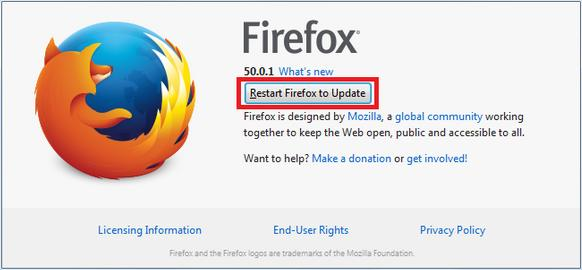 Firefox®
50.0.1 What's new
Restart Firefox to Update
Firefox is designed by Mozilla, a global community working
together to keep the Web open, public and accessible to all.
Want to help? Make a donation or get involved!
Licensing Information End-User Rights Privacy Policy
Firefox and the Firefox logos are trademarks of the Mozilla Foundation.